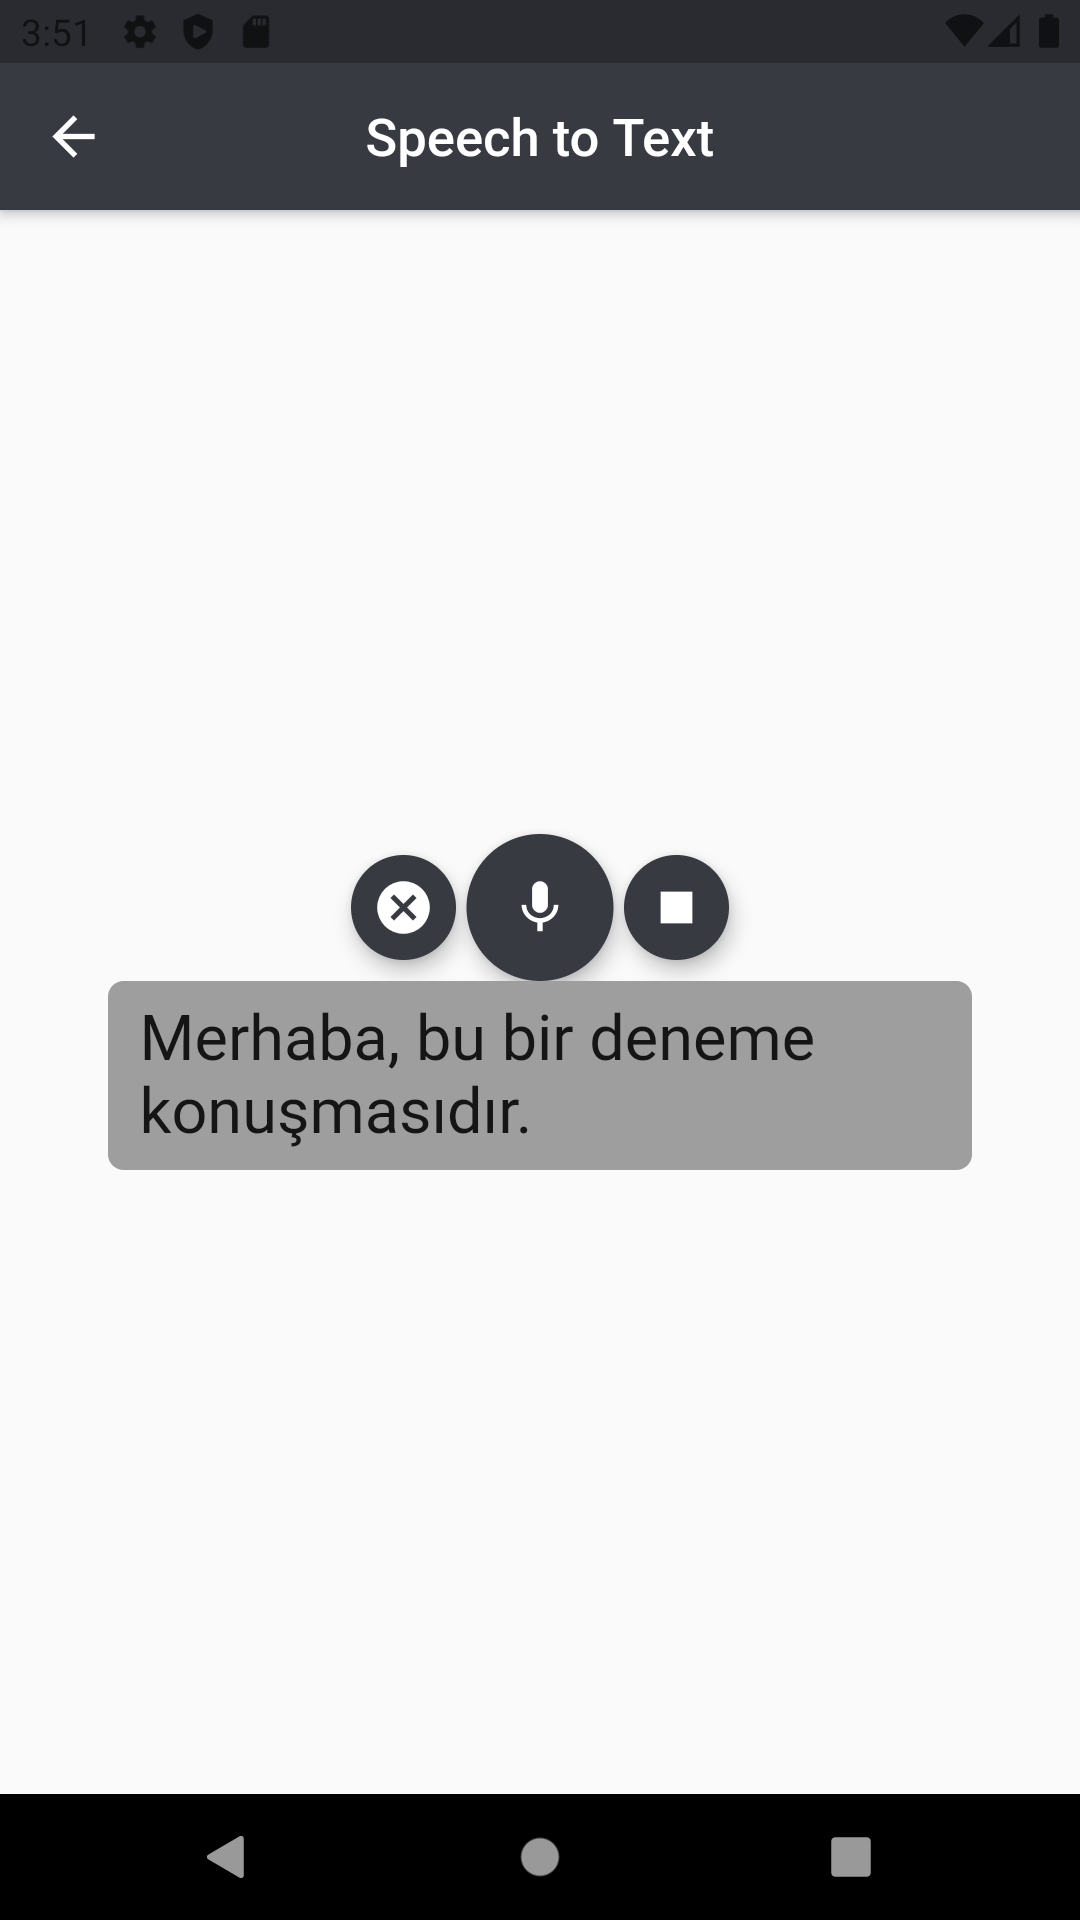 3:51
Speech to Text
Merhaba, bu bir deneme
konuşmasıdır.